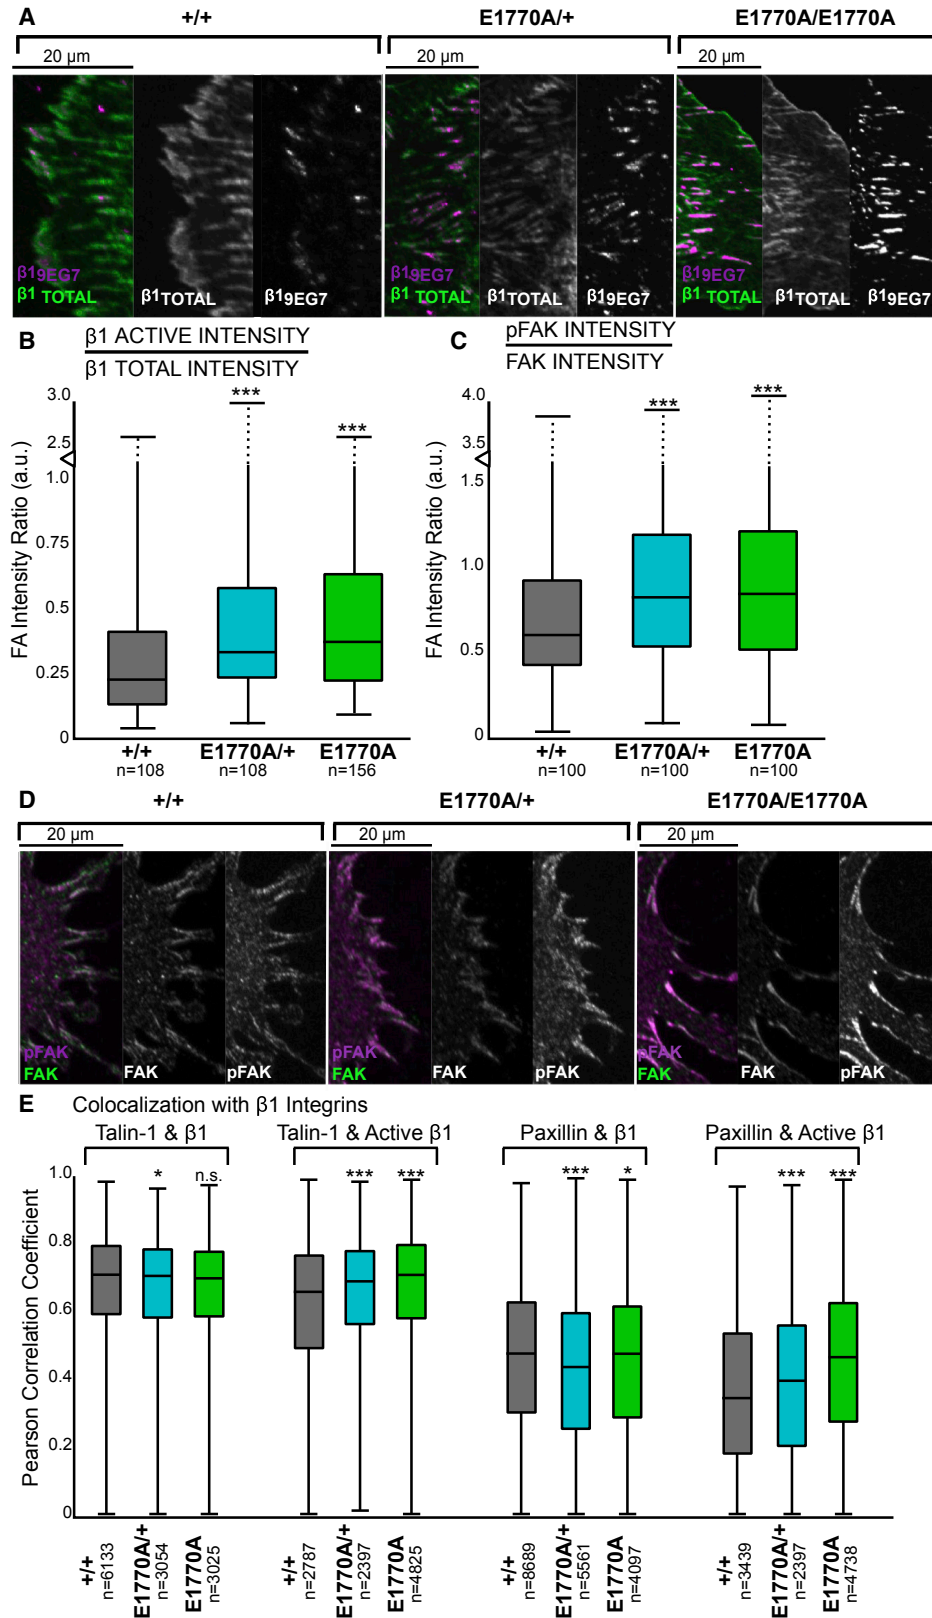 A
+/+
E1770A/+
E1770A/E1770A
20 µm
20 µm
20 µm
β19EG7
β1 TOTAL
β1TOTAL
β19EG7
β19EG7
β1 TOTAL
β1TOTAL
β19EG7
β19EG7
β1 TOTAL
β1TOTAL
β19EG7
B
β1 ACTIVE INTENSITY
β1 TOTAL INTENSITY
FA Intensity Ratio (a.u.)
3.0
2.5
1.0
0.75
0.5
0.25
0
***
***
+/+
E1770A/+
E1770A
n=108
n=108
n=156
C
pFAK INTENSITY
FAK INTENSITY
FA Intensity Ratio (a.u.)
4.0
3.5
1.5
1.0
0.5
0
***
***
+/+
E1770A/+
E1770A
n=100
n=100
n=100
D
+/+
E1770A/+
E1770A/E1770A
20 µm
20 µm
20 µm
pFAK
FAK
FAK
pFAK
pFAK
FAK
FAK
pFAK
pFAK
FAK
FAK
pFAK
E
Colocalization with β1 Integrins
Talin-1 & β1
Talin-1 & Active β1
Paxillin & β1
Paxillin & Active β1
Pearson Correlation Coefficient
1.0
0.8
0.6
0.4
0.2
0
*
n.s.
***
***
***
*
***
***
+/+
n=6133
E1770A/+
n=3054
E1770A
n=3025
+/+
n=2787
E1770A/+
n=2397
E1770A
n=4825
+/+
n=8689
E1770A/+
n=5561
E1770A
n=4097
+/+
n=3439
E1770A/+
n=2397
E1770A
n=4738